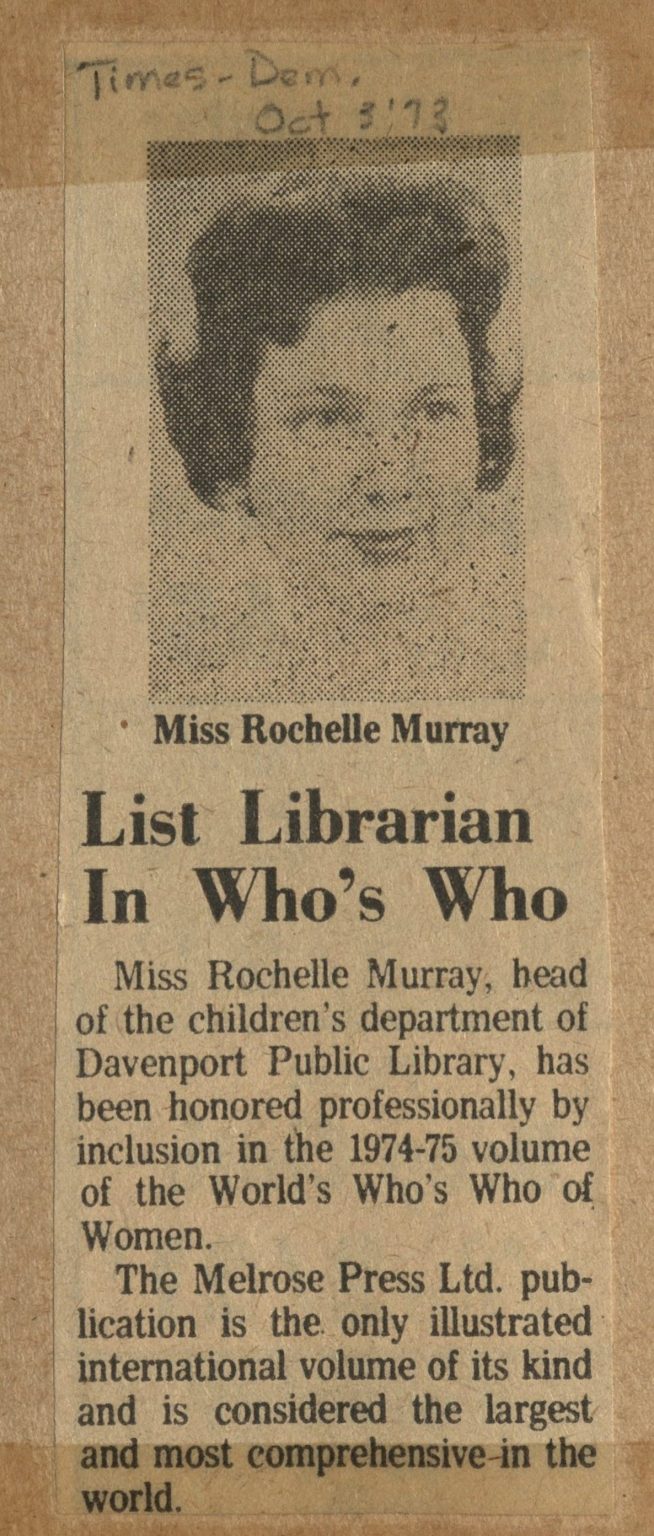 Times-Dem.
Oct 3 '73
Miss Rochelle Murray
List Librarian
In Who's Who
Miss Rochelle Murray, head
of the children's department of
Davenport Public Library, has
been honored professionally by
inclusion in the 1974-75 volume
of the World's Who's Who of
Women.
The Melrose Press Ltd. pub-
lication is the only illustrated
international volume of its kind
and is considered the largest
and most comprehensive in the
world.